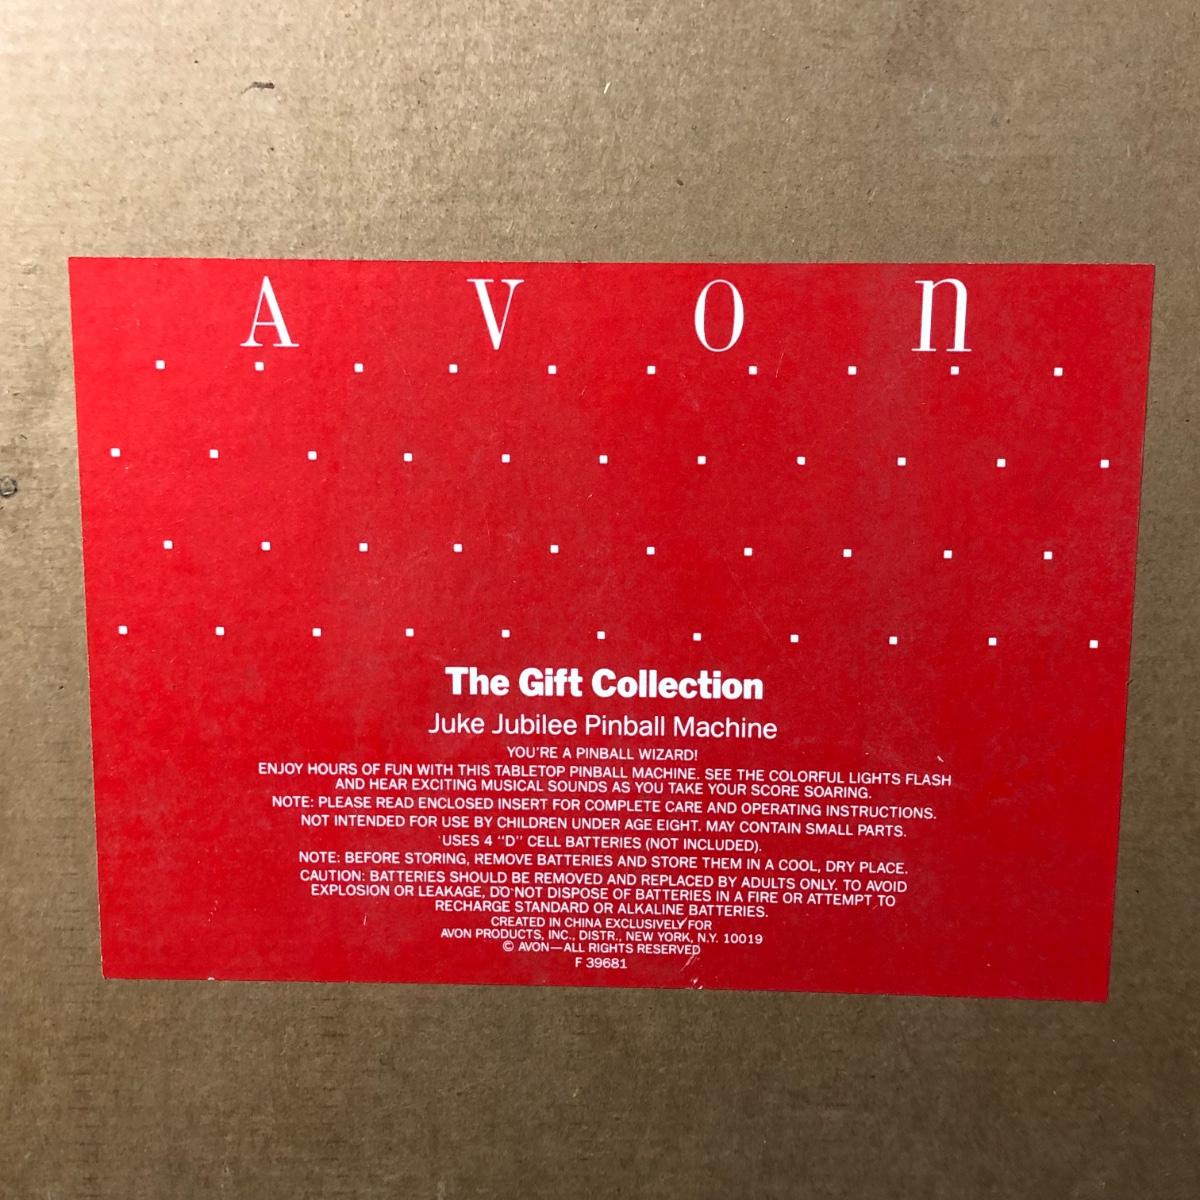 Avon
The Gift Collection
Juke Jubilee Pinball Machine
YOU'RE A PINBALL WIZARD!
ENJOY HOURS OF FUN WITH THIS TABLETOP PINBALL MACHINE. SEE THE COLORFUL LIGHTS FLASH
AND HEAR EXCITING MUSICAL SOUNDS AS YOU TAKE YOUR SCORE SOARING.
NOTE: PLEASE READ ENCLOSED INSERT FOR COMPLETE CARE AND OPERATING INSTRUCTIONS.
NOT INTENDED FOR USE BY CHILDREN UNDER AGE EIGHT. MAY CONTAIN SMALL PARTS.
USES 4 "D" CELL BATTERIES (NOT INCLUDED).
NOTE: BEFORE STORING, REMOVE BATTERIES AND STORE THEM IN A COOL, DRY PLACE.
CAUTION: BATTERIES SHOULD BE REMOVED AND REPLACED BY ADULTS ONLY. TO AVOID
EXPLOSION OR LEAKAGE, DO NOT DISPOSE OF BATTERIES IN A FIRE OR ATTEMPT TO
RECHARGE STANDARD OR ALKALINE BATTERIES.
CREATED IN CHINA EXCLUSIVELY FOR
AVON PRODUCTS, INC., DISTR., NEW YORK, N.Y. 10019
© AVON—ALL RIGHTS RESERVED
F 39681